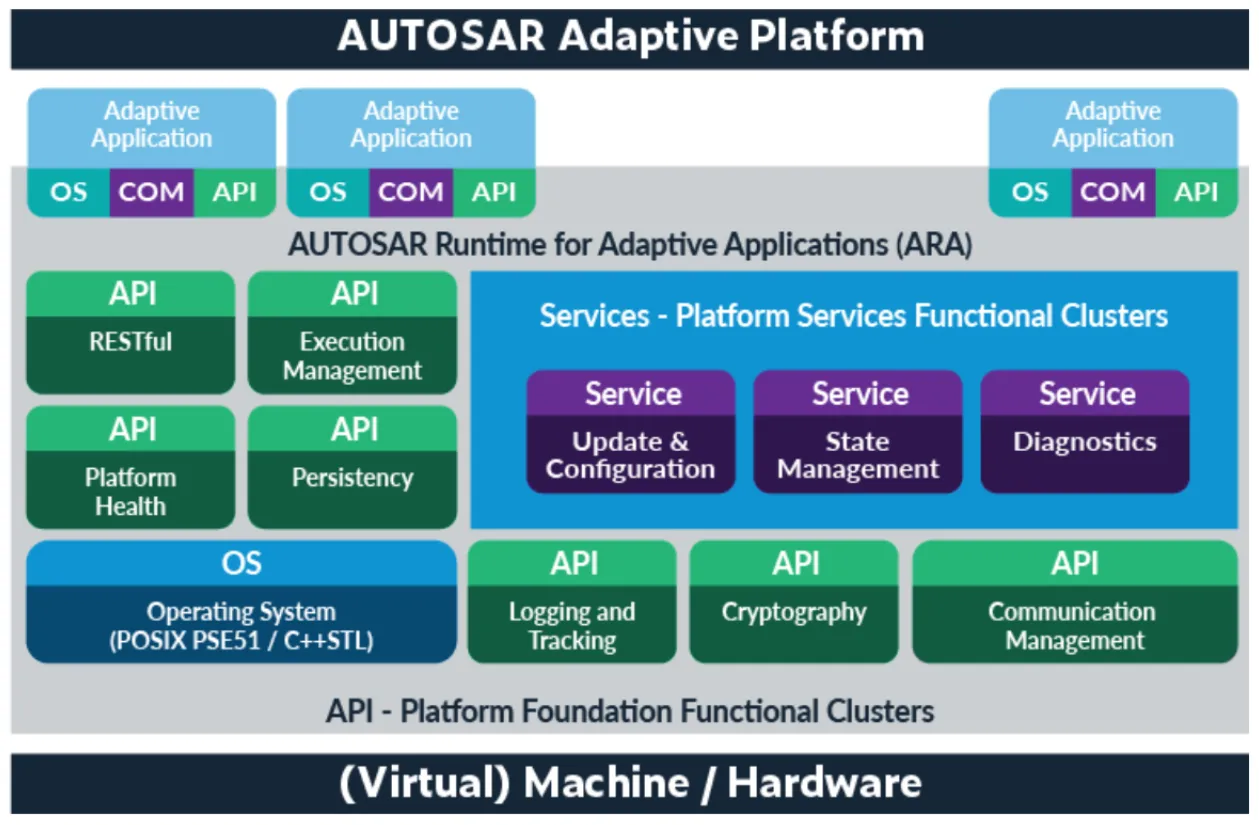 AUTOSAR Adaptive Platform
Adaptive
Application
OS COM API
Adaptive
Application
OS COM API
Adaptive
Application
OS COM API
AUTOSAR Runtime for Adaptive Applications (ARA)
API
RESTful
API
Execution
Management
API
Platform
Health
API
Persistency
Services - Platform Services Functional Clusters
Service
Update &
Configuration
Service
State
Management
Service
Diagnostics
OS
Operating System
(POSIX PSE51 / C++STL)
API
Logging and
Tracking
API
Cryptography
API
Communication
Management
API - Platform Foundation Functional Clusters
(Virtual) Machine / Hardware